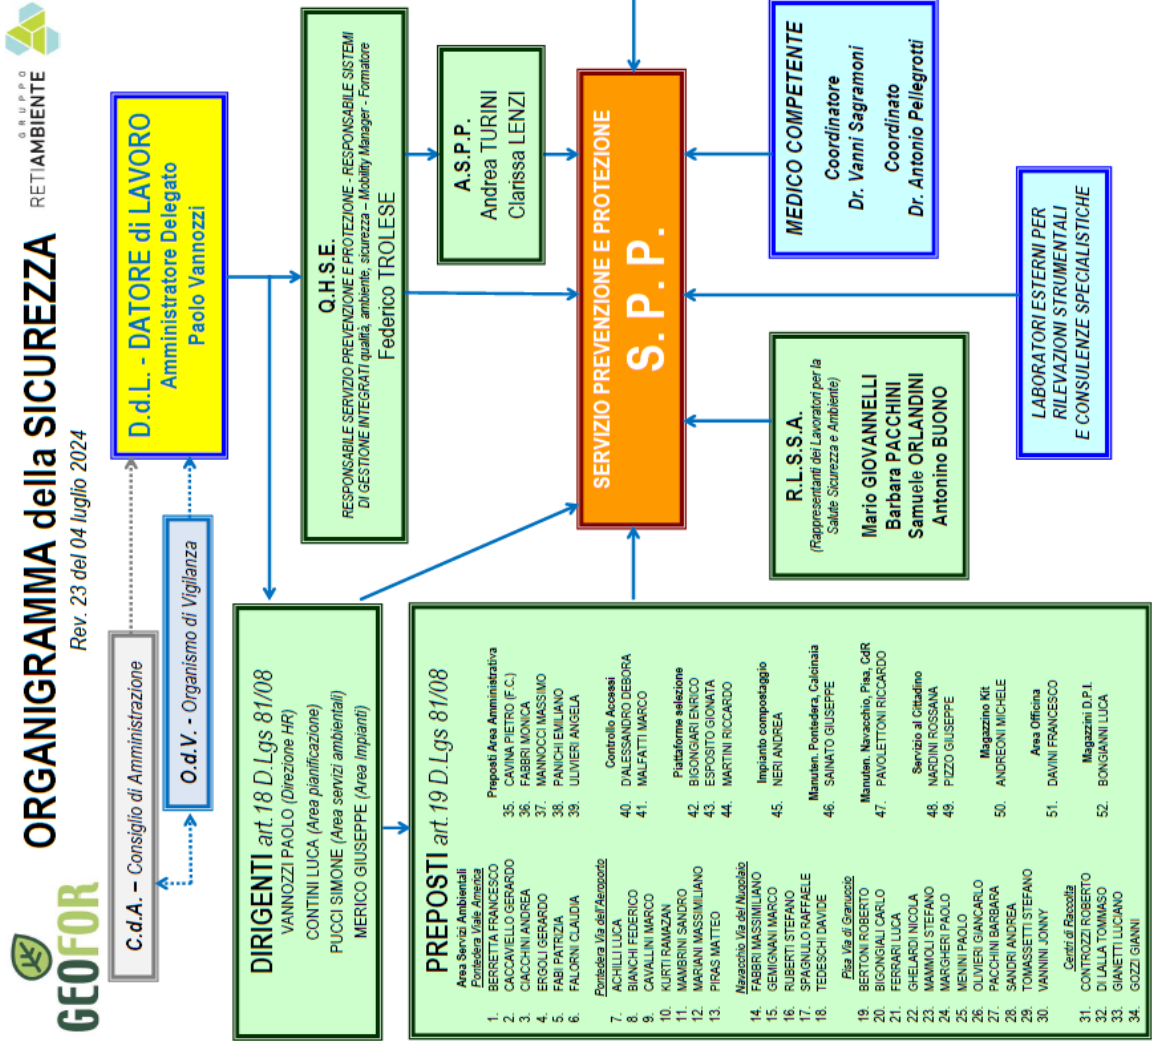 GEOFOR
ORGANIGRAMMA della SICUREZZA
Rev. 23 del 04 luglio 2024
GRUPPO
RETIAMBIENTE
C.d.A. – Consiglio di Amministrazione
O.d.V. - Organismo di Vigilanza
D.d.L. - DATORE di LAVORO
Amministratore Delegato
Paolo Vannozzi
DIRIGENTI art.18 D.Lgs 81/08
VANNOZZI PAOLO (Direzione HR)
CONTINI LUCA (Area pianificazione)
PUCCI SIMONE (Area servizi ambientali)
MERICO GIUSEPPE (Area Impianti)
Q.H.S.E.
RESPONSABILE SERVIZIO PREVENZIONE E PROTEZIONE - RESPONSABILE SISTEMI
DI GESTIONE INTEGRATI qualità, ambiente, sicurezza – Mobility Manager - Formatore
Federico TROLESE
A.S.P.P.
Andrea TURINI
Clarissa LENZI
PREPOSTI art.19 D.Lgs 81/08
Area Servizi Ambientali
Pontedera Viale America
1. BERRETTA FRANCESCO
2. CACCAVIELLO GERARDO
3. CIACCHINI ANDREA
4. ERGOLI GERARDO
5. FABI PATRIZIA
6. FALORNI CLAUDIA
Pontedera Via dell'Aeroporto
7. ACHILLI LUCA
8. BIANCHI FEDERICO
9. CAVALLINI MARCO
10. KURTI RAMAZAN
11. MAMBRINI SANDRO
12. MARIANI MASSIMILIANO
13. PIRAS MATTEO
Navacchio Via del Nugolaio
14. FABBRI MASSIMILIANO
15. GEMIGNANI MARCO
16. RUBERTI STEFANO
17. SPAGNULO RAFFAELE
18. TEDESCHI DAVIDE
Pisa Via di Granuccio
19. BERTONI ROBERTO
20. BIGONGIALI CARLO
21. FERRARI LUCA
22. GHELARDI NICOLA
23. MAMMOLI STEFANO
24. MARGHERI PAOLO
25. MENNI PAOLO
26. OLIVIERI GIANCARLO
27. PACCHINI BARBARA
28. SANDRI ANDREA
29. TOMASSETTI STEFANO
30. VANNINI JONNY
Centri di Raccolta
31. CONTROZZI ROBERTO
32. DI LALLA TOMMASO
33. GIANETTI LUCIANO
34. GOZZI GIANNI
Preposti Area Amministrativa
35. CAVINA PIETRO (F.C.)
36. FABBRI MONICA
37. MANNOCCI MASSIMO
38. PANICHI EMILIANO
39. ULIVIERI ANGELA
Controllo Accessi
40. D'ALESSANDRO DEBORA
41. MALFATTI MARCO
Piattaforme selezione
42. BIGONGIARI ENRICO
43. ESPOSITO GIONATA
44. MARTINI RICCARDO
Impianto compostaggio
45. NERI ANDREA
Manuten. Pontedera, Calcinaia
46. SAINATO GIUSEPPE
Manuten. Navacchio, Pisa, CdR
47. PAVOLETTONI RICCARDO
Servizio al Cittadino
48. NARDINI ROSSANA
49. PIZZO GIUSEPPE
Magazzino Kit
50. ANDREONI MICHELE
Area Officina
51. DAVINI FRANCESCO
Magazzini D.P.I.
52. BONGIANNI LUCA
SERVIZIO PREVENZIONE E PROTEZIONE
S. P. P.
R.L.S.S.A.
(Rappresentanti dei Lavoratori per la
Salute Sicurezza e Ambiente)
Mario GIOVANNELLI
Barbara PACCHINI
Samuele ORLANDINI
Antonino BUONO
MEDICO COMPETENTE
Coordinatore
Dr. Vanni Sagramoni
Coordinato
Dr. Antonio Pellegrotti
LABORATORI ESTERNI PER
RILEVAZIONI STRUMENTALI
E CONSULENZE SPECIALISTICHE